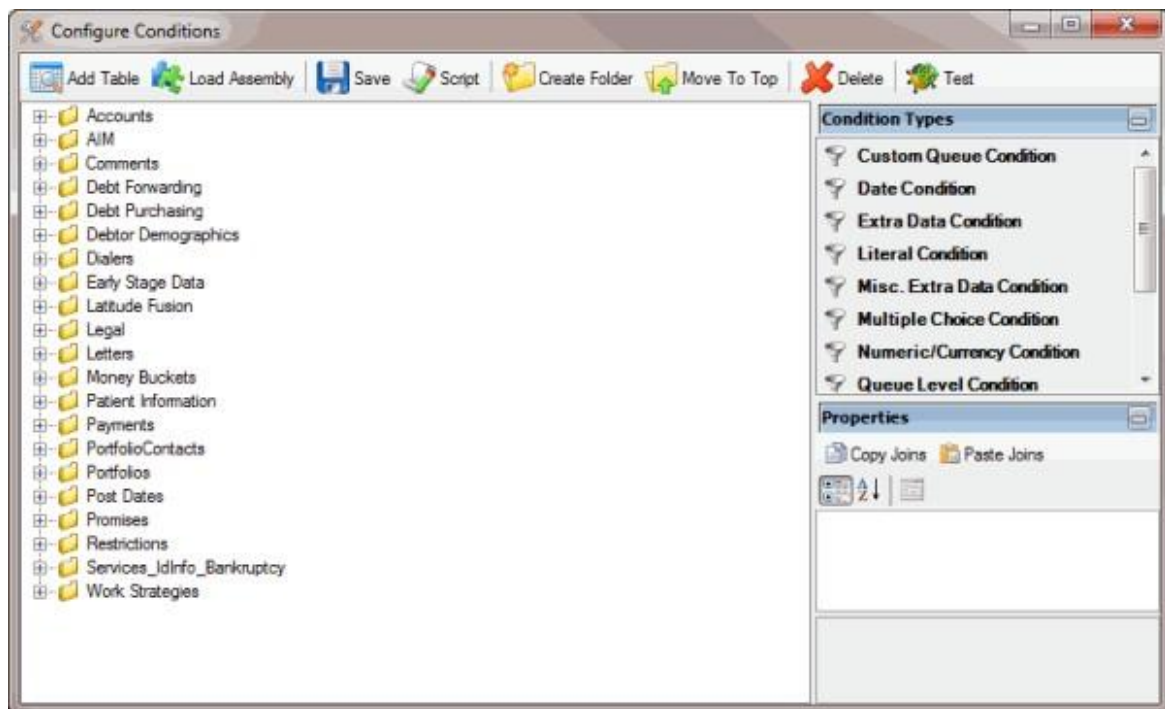 Configure Conditions
Add Table Load Assembly Save Script Create Folder Move To Top Delete Test
Accounts
AIM
Comments
Debt Forwarding
Debt Purchasing
Debtor Demographics
Dialers
Early Stage Data
Latitude Fusion
Legal
Letters
Money Buckets
Patient Information
Payments
PortfolioContacts
Portfolios
Post Dates
Promises
Restrictions
Services_IdInfo_Bankruptcy
Work Strategies
Condition Types
Custom Queue Condition
Date Condition
Extra Data Condition
Literal Condition
Misc. Extra Data Condition
Multiple Choice Condition
Numeric/Currency Condition
Queue Level Condition
Properties
Copy Joins Paste Joins